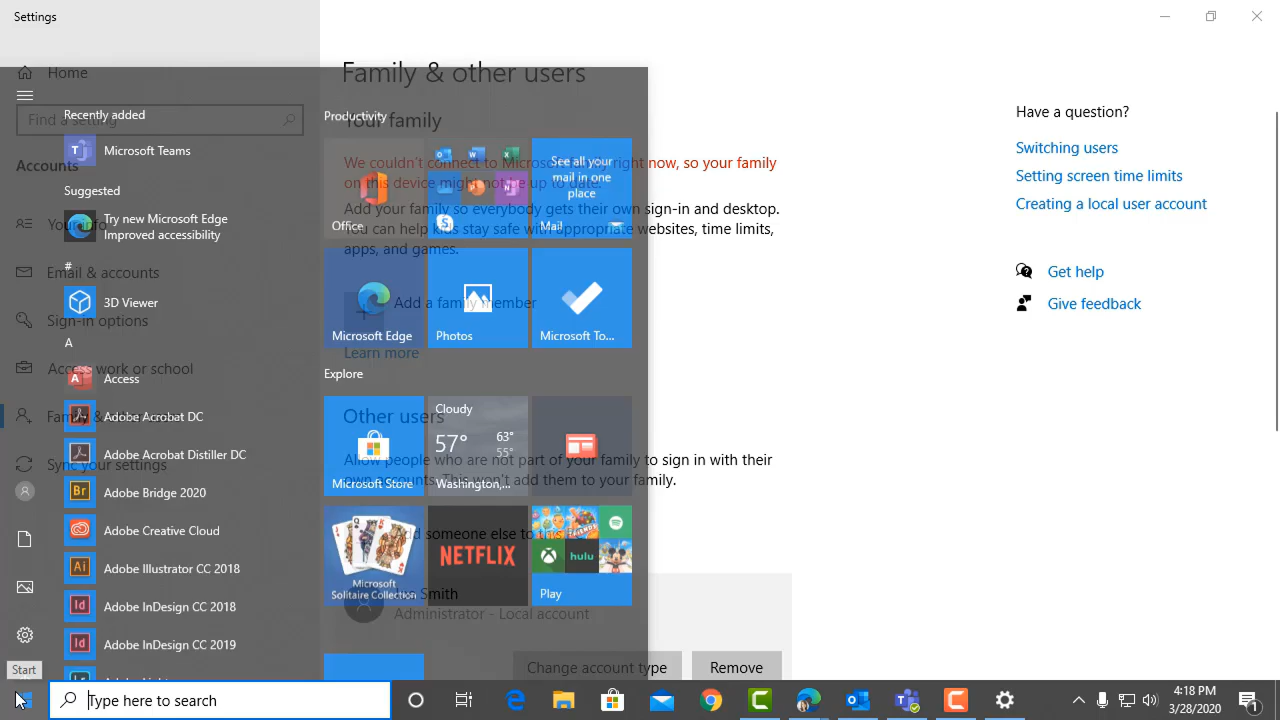 Settings
Home
Find a setting
Accounts
Your info
Email & accounts
Sign-in options
Access work or school
Family & other users
Sync your settings
Recently added
Microsoft Teams
Suggested
Try new Microsoft Edge
Improved accessibility
#
3D Viewer
A
Access
Adobe Acrobat DC
Adobe Acrobat Distiller DC
Adobe Bridge 2020
Adobe Creative Cloud
Adobe Illustrator CC 2018
Adobe InDesign CC 2018
Adobe InDesign CC 2019
Productivity
Office
See all your
mail in one
place
Mail
Microsoft Edge
Photos
Microsoft To...
Explore
Microsoft Store
Cloudy
57°
63°
55°
Washington,...
Microsoft
Solitaire Collection
NETFLIX
hulu
Play
Family & other users
Your family
We couldn't connect to Microsoft Family right now, so your family
on this device might not be up to date.
Add your family so everybody gets their own sign-in and desktop.
You can help kids stay safe with appropriate websites, time limits,
apps, and games.
Add a family member
Learn more
Other users
Allow people who are not part of your family to sign in with their
own accounts. This won't add them to your family.
Add someone else to this
Smith
Administrator - Local account
Change account type
Remove
Have a question?
Switching users
Setting screen time limits
Creating a local user account
Get help
Give feedback
Start
Type here to search
4:18 PM
3/28/2020
1